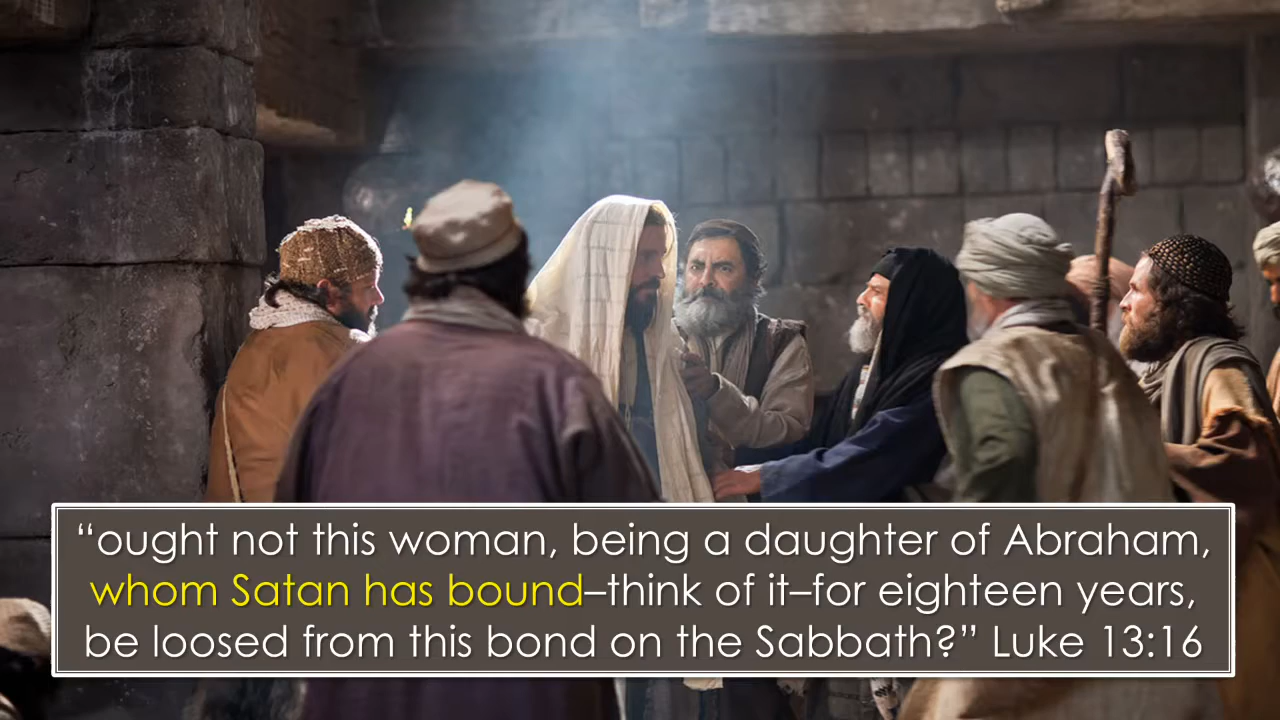 “ought not this woman, being a daughter of Abraham,
whom Satan has bound–think of it–for eighteen years,
be loosed from this bond on the Sabbath?” Luke 13:16